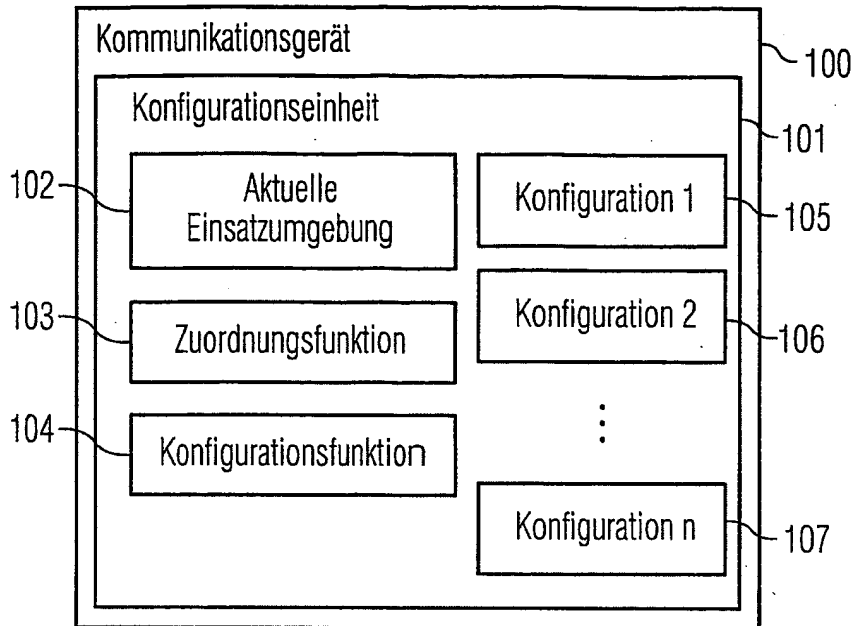 Kommunikationsgerät
100
Konfigurationseinheit
101
102
Aktuelle
Einsatzumgebung
Konfiguration 1
105
103
Zuordnungsfunktion
Konfiguration 2
106
104
Konfigurationsfunktion
Konfiguration n
107